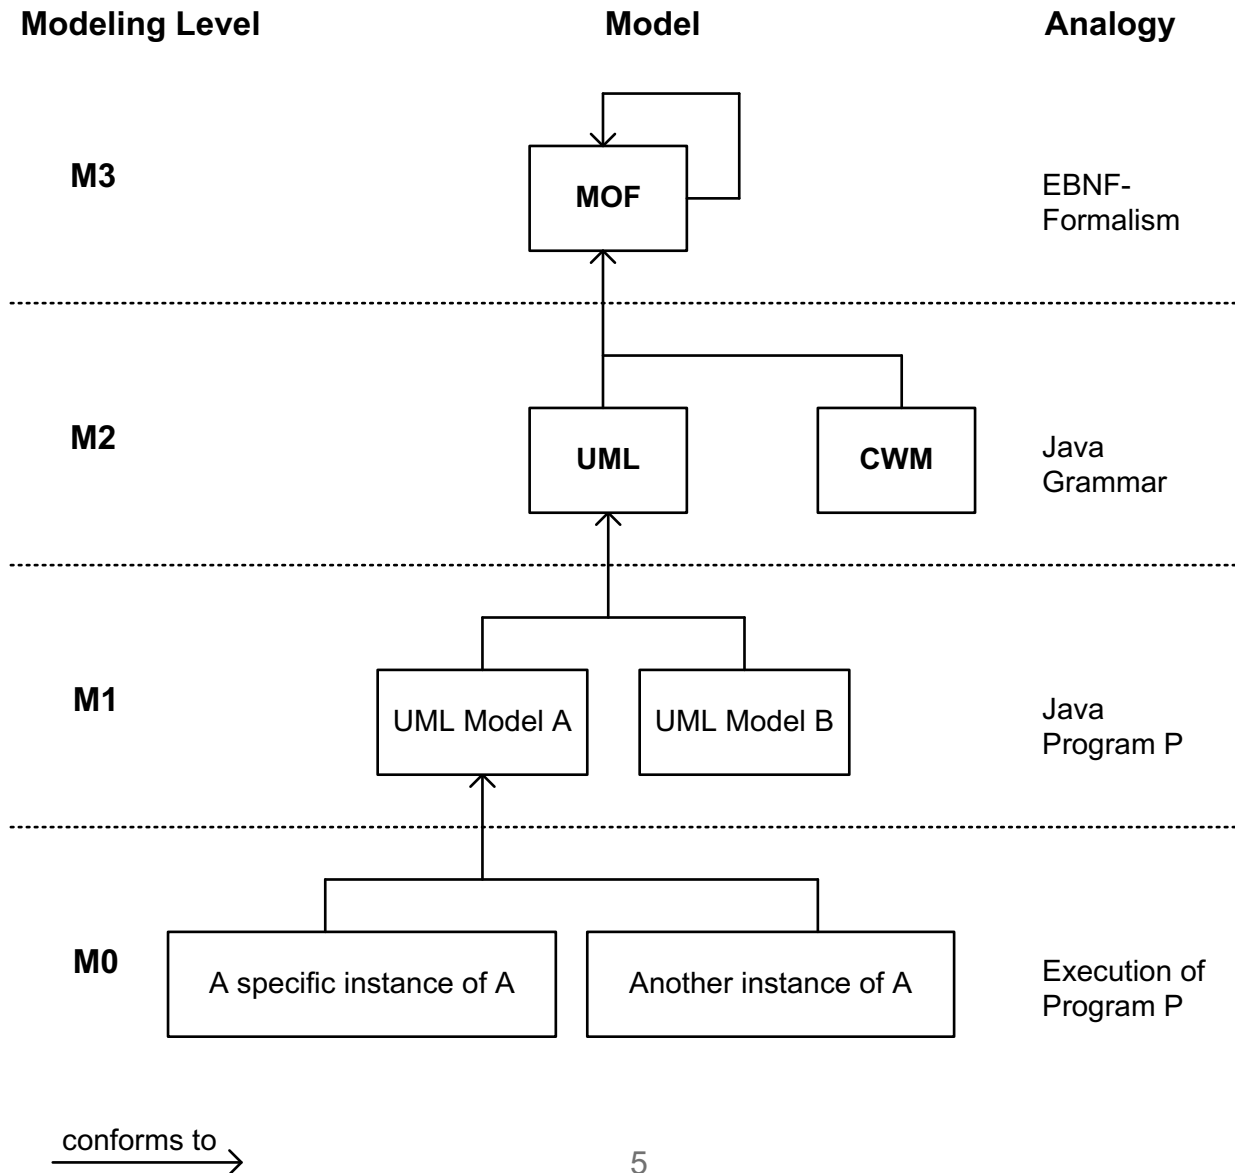 Modeling Level Model Analogy
M3
MOF
EBNF-
Formalism
M2
UML
CWM
Java
Grammar
M1
UML Model A
UML Model B
Java
Program P
M0
A specific instance of A
Another instance of A
Execution of
Program P
conforms to
5